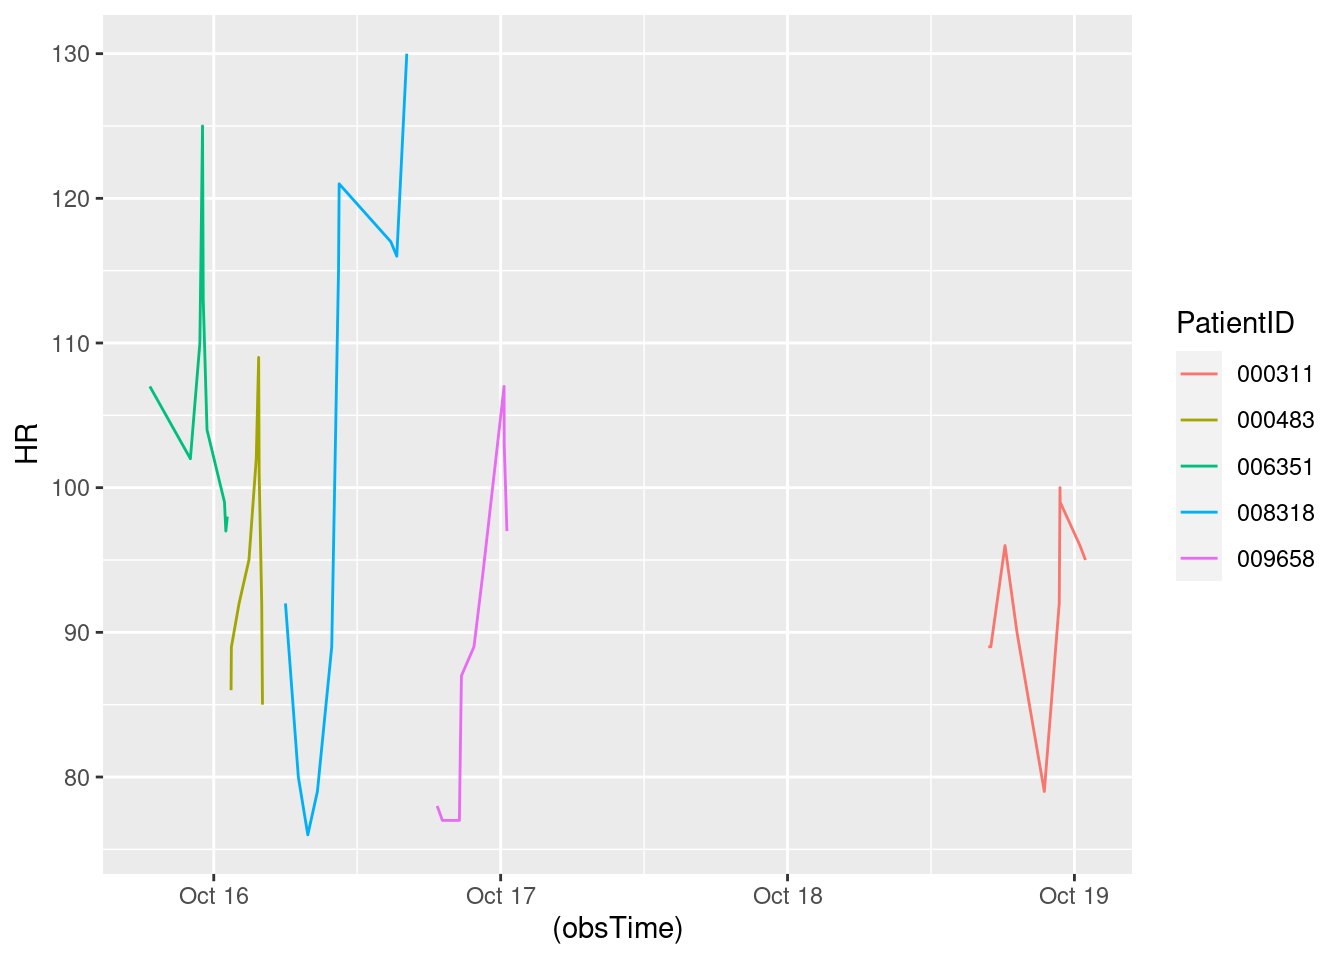 130
120
110
100
90
80
HR
Oct 16
Oct 17
Oct 18
Oct 19
(obsTime)
PatientID
000311
000483
006351
008318
009658